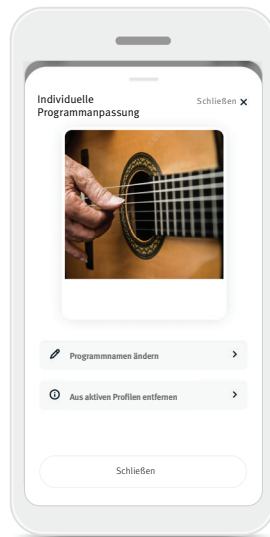 Individuelle
Programmanpassung
Schließen
Programmnamen ändern
Aus aktiven Profilen entfernen
Schließen